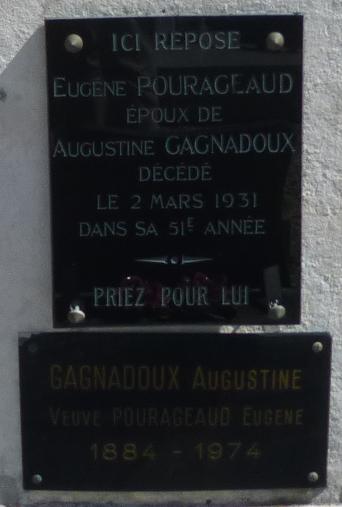 ICI REPOSE
EUGÈNE POURAGEAUD
ÉPOUX DE
AUGUSTINE GAGNADOUX
DÉCÉDÉ
LE 2 MARS 1931
DANS SA 51E ANNÉE
PRIEZ POUR LUI
GAGNADOUX AUGUSTINE
VEUVE POURAGEAUD EUGENE
1884 - 1974